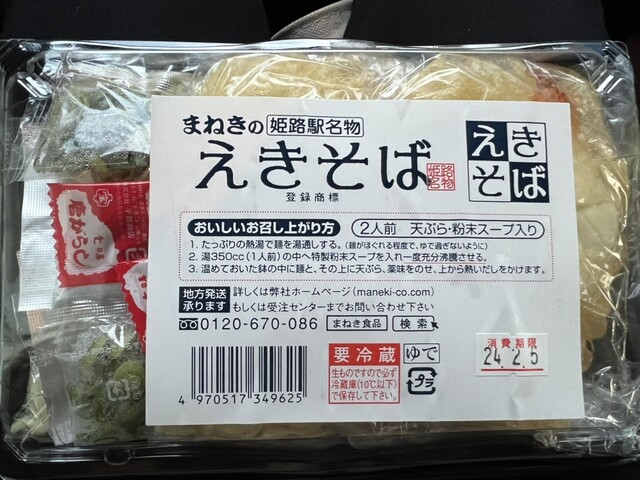 まねきの 姫路駅名物
えきそば
姫路名物
登録商標
えき
そば
おいしいお召し上がり方
2人前 天ぷら・粉末スープ入り
1. たっぷりの熱湯で麺を湯通しする。(麺がほぐれる程度で、ゆで過ぎないように)
2. 湯350cc(1人前)の中へ特製粉末スープを入れ一度充分沸騰させる。
3. 温めておいた鉢の中に麺と、その上に天ぷら、薬味をのせ、上から熱いだしをかけます。
地方発送承ります
詳しくは弊社ホームページ(maneki-co.com)
もしくは受注センターまでお問い合わせ下さい
0120-670-086 まねき食品 検索
4 970517 349625
要冷蔵
生ものですので必ず
冷蔵庫(10℃以下)
で保存して下さい。
ゆで
プラ
消費期限
24.2.5